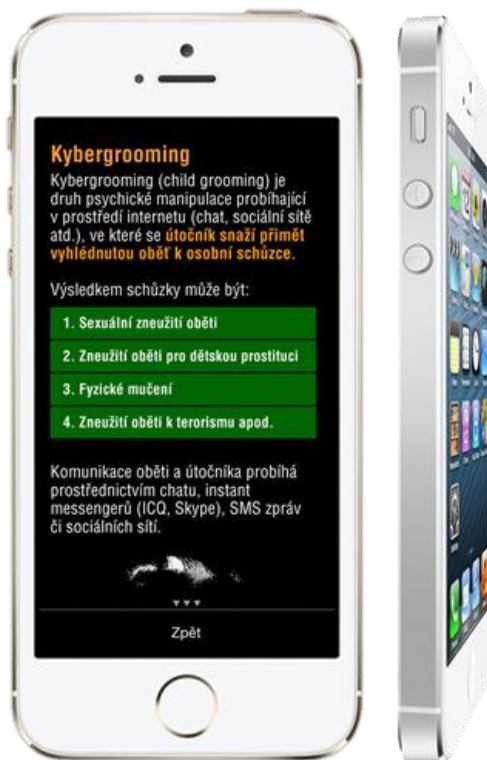 Kybergrooming
Kybergrooming (child grooming) je
druh psychické manipulace probíhající
v prostředí internetu (chat, sociální sítě
atd.), ve které se útočník snaží přimět
vyhlédnutou oběť k osobní schůzce.
Výsledkem schůzky může být:
1. Sexuální zneužití oběti
2. Zneužití oběti pro dětskou prostituci
3. Fyzické mučení
4. Zneužití oběti k terorismu apod.
Komunikace oběti a útočníka probíhá
prostřednictvím chatu, instant
messengerů (ICQ, Skype), SMS zpráv
či sociálních sítí.
Zpět